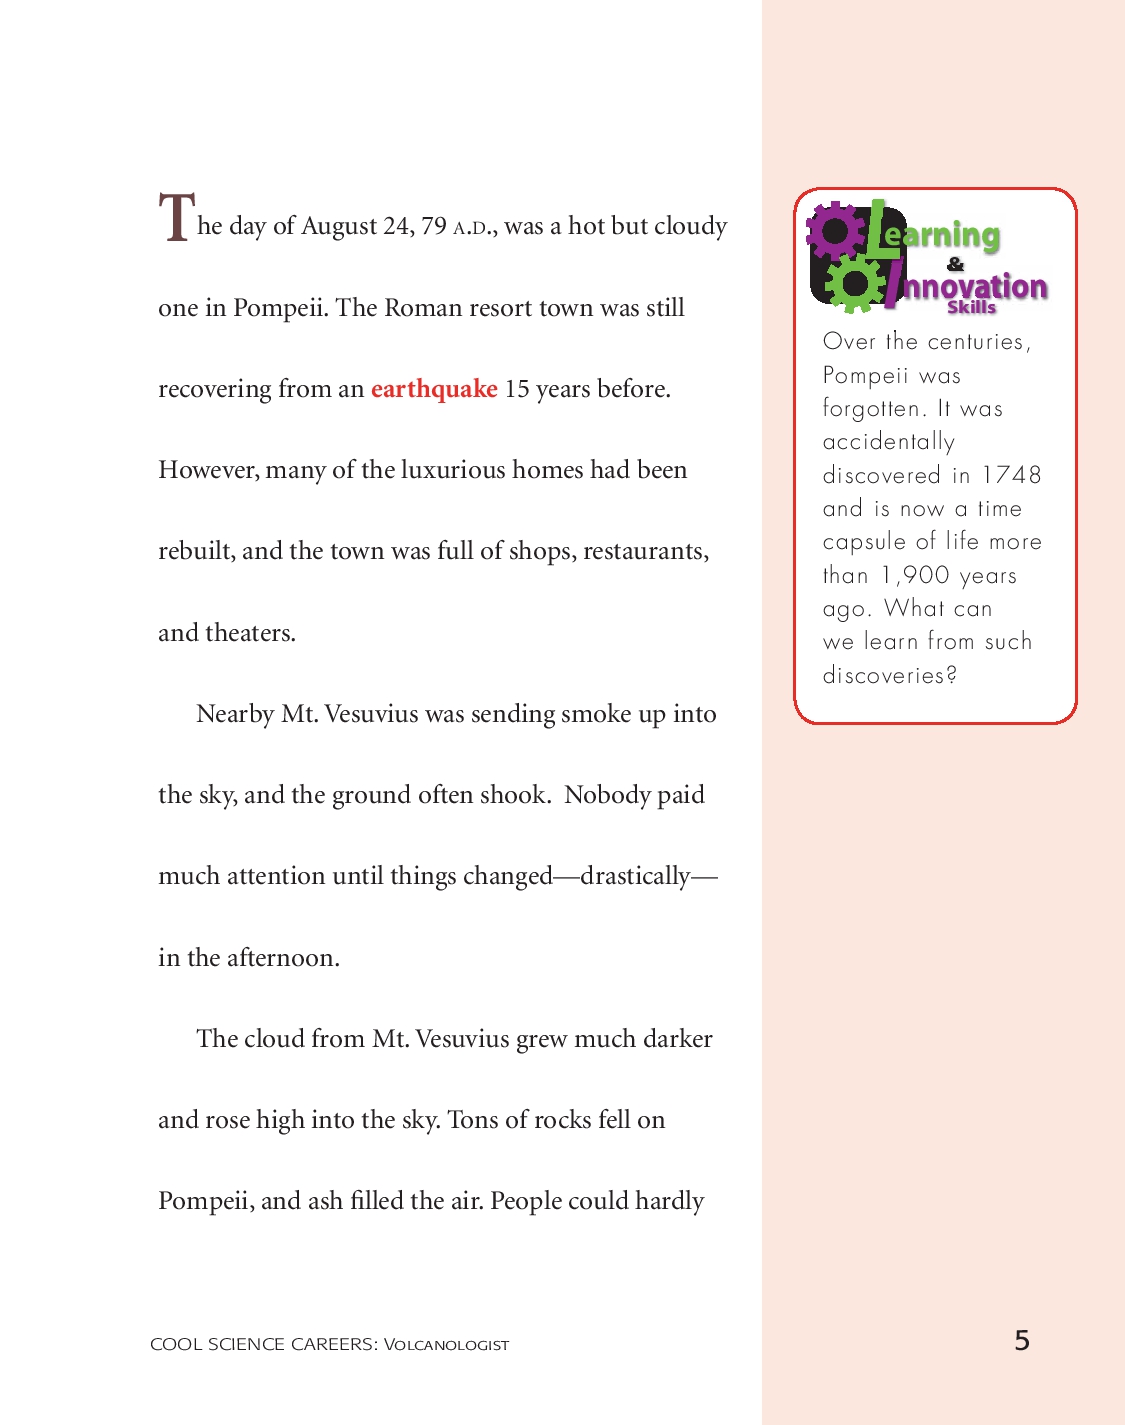 The day of August 24, 79 A.D., was a hot but cloudy
one in Pompeii. The Roman resort town was still
recovering from an earthquake 15 years before.
However, many of the luxurious homes had been
rebuilt, and the town was full of shops, restaurants,
and theaters.
Nearby Mt. Vesuvius was sending smoke up into
the sky, and the ground often shook.  Nobody paid
much attention until things changed—drastically—
in the afternoon.
The cloud from Mt. Vesuvius grew much darker
and rose high into the sky. Tons of rocks fell on
Pompeii, and ash filled the air. People could hardly
Learning
&
Innovation
Skills
Over the centuries,
Pompeii was
forgotten. It was
accidentally
discovered in 1748
and is now a time
capsule of life more
than 1,900 years
ago. What can
we learn from such
discoveries?
COOL SCIENCE CAREERS: VOLCANOLOGIST
5